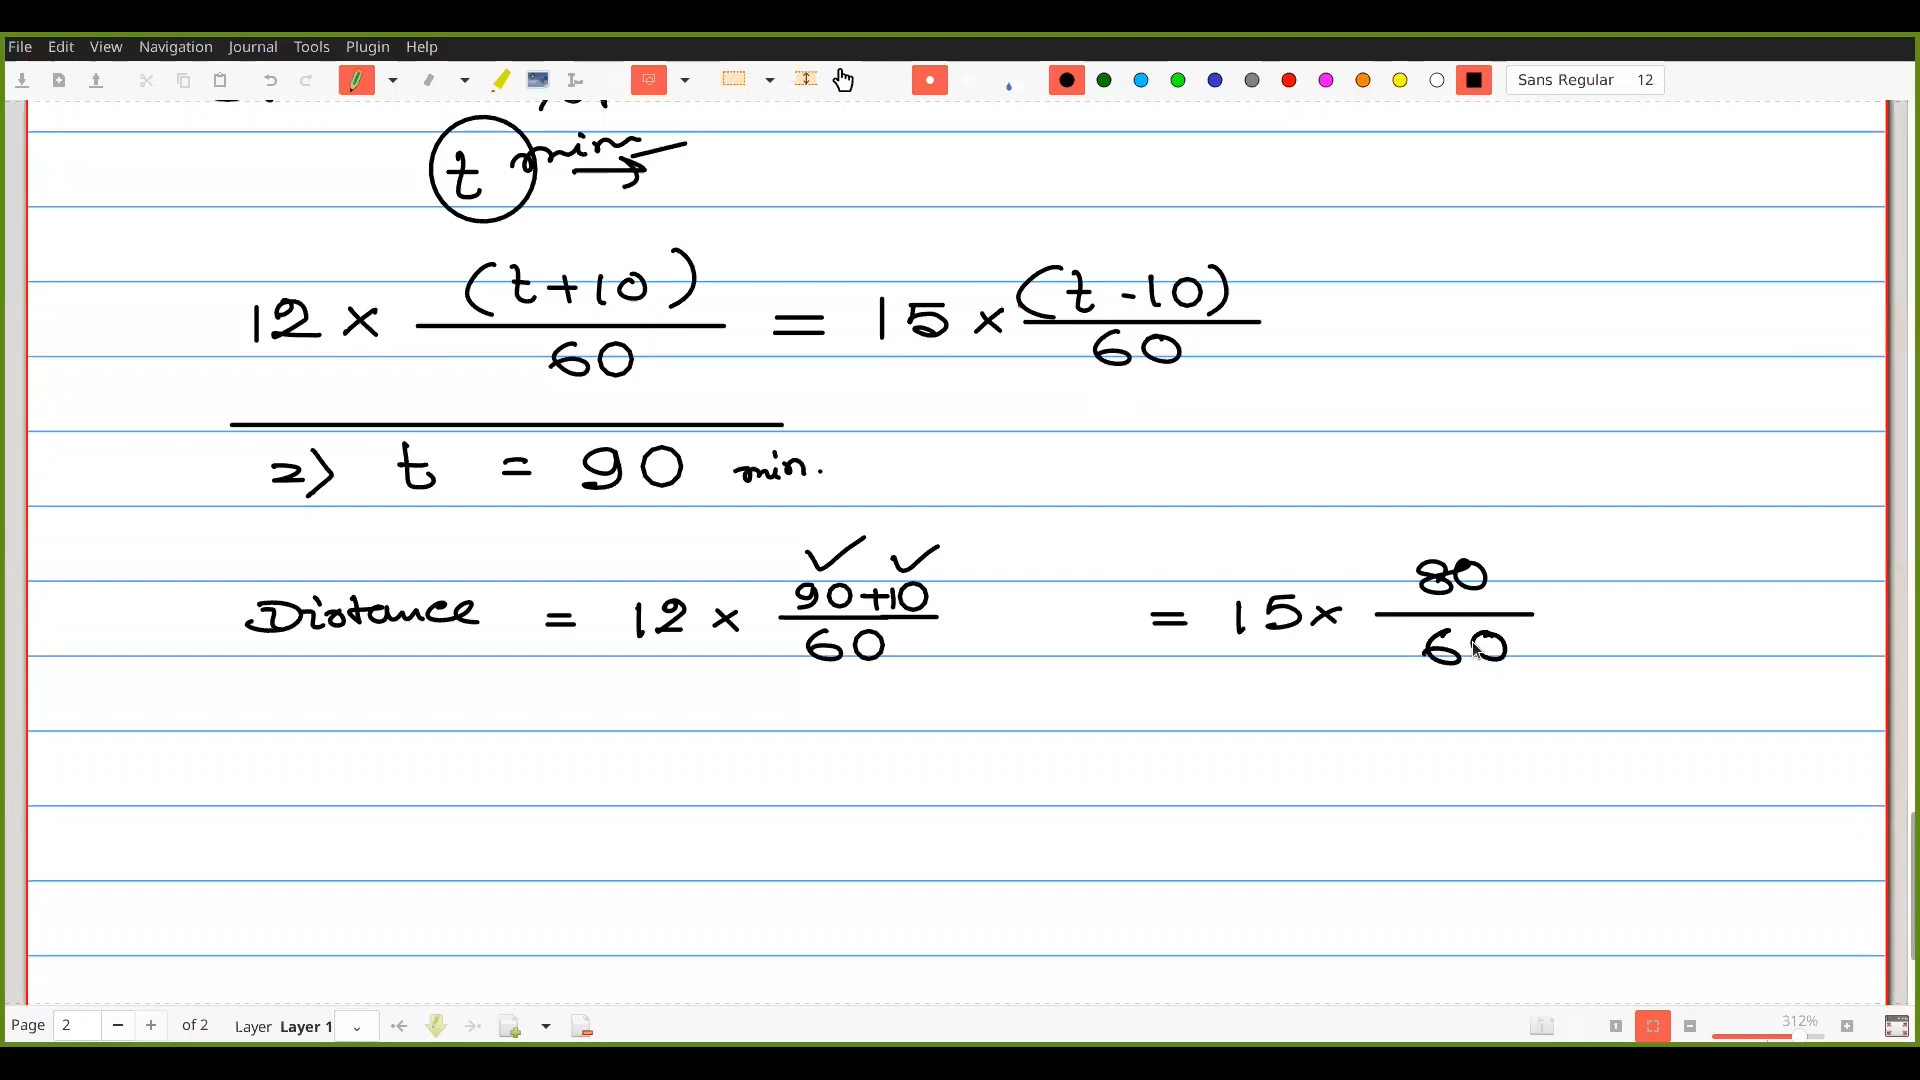 File Edit View Navigation Journal Tools Plugin Help
Sans Regular 12
t min
12 × (t+10)/60 = 15 × (t-10)/60
=> t = 90 min.
Distance = 12 × 90+10/60 = 15 × 80/60
Page 2 of 2 Layer Layer 1 312%